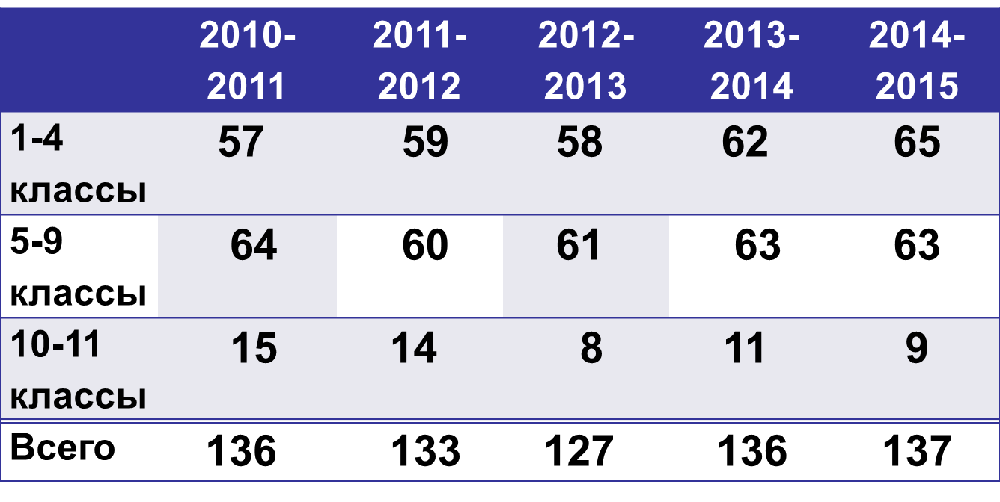 2010- 2011- 2012- 2013- 2014-
2011 2012 2013 2014 2015
1-4 57 59 58 62 65
классы
5-9 64 60 61 63 63
классы
10-11 15 14 8 11 9
классы
Всего 136 133 127 136 137